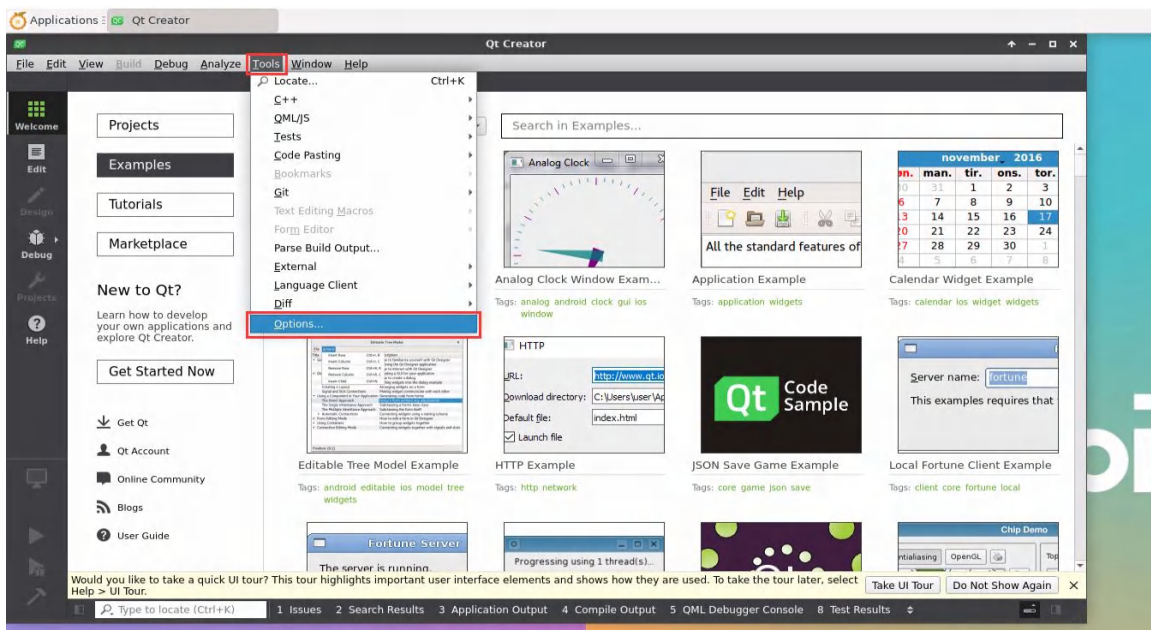 Applications
Qt Creator
Qt Creator
File Edit View Build Debug Analyze Tools Window Help
Locate... Ctrl+K
C++
QML/JS
Tests
Code Pasting
Bookmarks
Git
Text Editing Macros
Form Editor
Parse Build Output...
External
Language Client
Diff
Options...
Welcome
Edit
Design
Debug
Projects
Help
Projects
Examples
Tutorials
Marketplace
New to Qt?
Learn how to develop
your own applications and
explore Qt Creator.
Get Started Now
Get Qt
Qt Account
Online Community
Blogs
User Guide
Search in Examples...
Analog Clock
Analog Clock Window Exam...
Tags: analog android clock gui ios
window
File Edit Help
All the standard features of
Application Example
Tags: application widgets
november 2016
man. tir. ons. tor.
31 1 2 3
7 8 9 10
14 15 16 17
21 22 23 24
28 29 30 1
5 6 7 8
Calendar Widget Example
Tags: calendar ios widget widgets
Editable Tree Model Example
Tags: android editable ios model tree
widgets
HTTP
URL: http://www.qt.io
Download directory: C:\Users\user\Ap
Default file: index.html
Launch file
HTTP Example
Tags: http network
Qt Code
Sample
JSON Save Game Example
Tags: core game json save
Server name: fortune
This examples requires that
Local Fortune Client Example
Tags: client core fortune local
Fortune Server
The server is running.
Progressing using 1 thread(s)...
Chip Demo
OpenGL
Top
Would you like to take a quick UI tour? This tour highlights important user interface elements and shows how they are used. To take the tour later, select
Help > UI Tour.
Take UI Tour
Do Not Show Again
Type to locate (Ctrl+K)
1 Issues 2 Search Results 3 Application Output 4 Compile Output 5 QML Debugger Console 8 Test Results